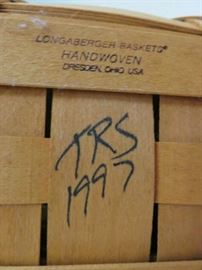 LONGABERGER BASKETS®
HANDWOVEN
DRESDEN, OHIO USA
TRS
1997